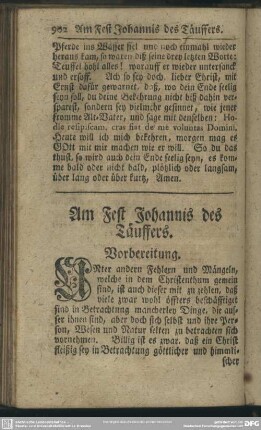 902 Am Fest Johannis des Täuffers.
Pferde ins Wasser fiel und noch einmahl wieder
heraus kam, so waren diß seine drey letzten Worte:
Teuffel hohl alles! worauff er wieder untersanck
und ersoff. Ach so sey doch, lieber Christ, mit
Ernst dafür gewarnet, daß, wo dein Ende seelig
seyn soll, du deine Bekehrung nicht biß dahin ver-
sparest, sondern sey vielmehr gesinnet, wie jener
fromme Alt-Vater, und sage mit denselben: Ho-
die resipiscam, cras fiat de me voluntas Domini.
Heute will ich mich bekehren, morgen mag es
GOtt mit mir machen wie er will. So du das
thust, so wird auch dein Ende seelig seyn, es kom-
me bald oder nicht bald, plötzlich oder langsam,
über lang oder über kurtz, Amen.
Am Fest Johannis des
Täuffers.
Vorbereitung.
UNter andern Fehlern und Mängeln,
welche in dem Christenthum gemein
sind, ist auch dieser mit zu zehlen, daß
viele zwar wohl öffters beschäfftiget
sind in Betrachtung mancherley Dinge, die aus-
ser ihnen sind, aber doch sich selbst und ihre Per-
son, Wesen und Natur selten zu betrachten sich
vornehmen. Billig ist es zwar, daß ein Christ
fleißig sey in Betrachtung göttlicher und himmli-
scher